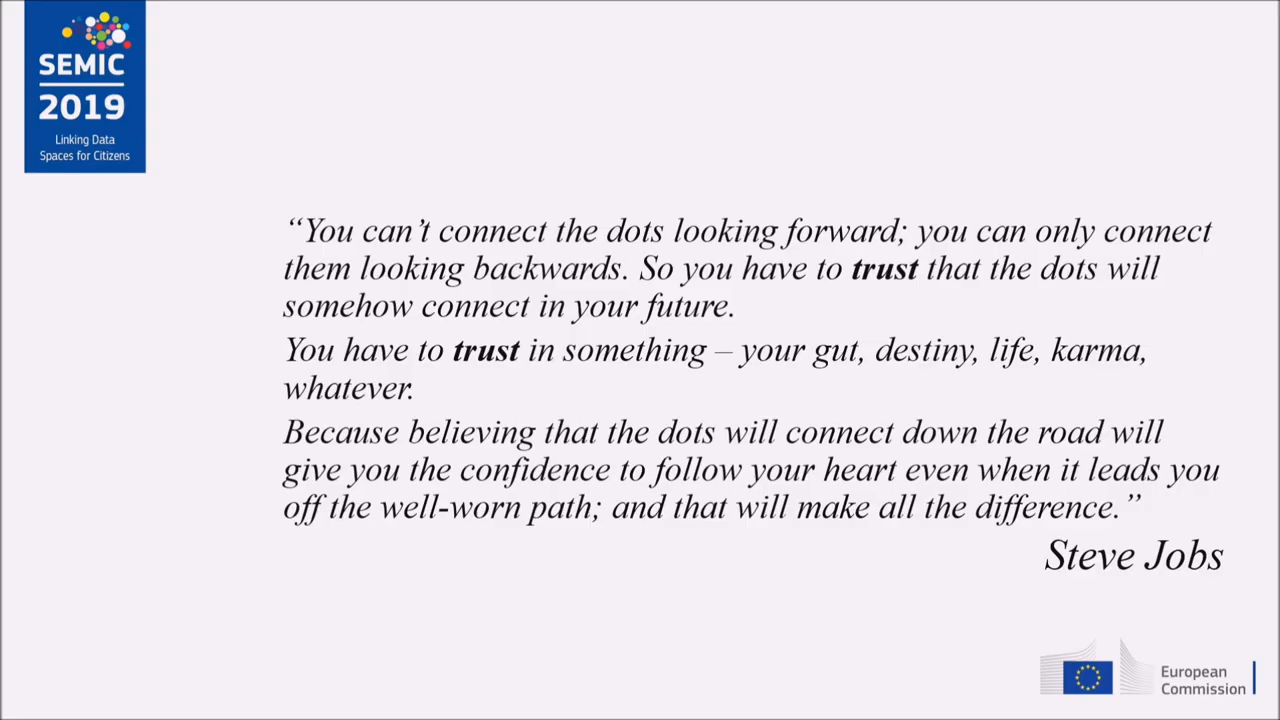 SEMIC
2019
Linking Data
Spaces for Citizens
“You can’t connect the dots looking forward; you can only connect
them looking backwards. So you have to trust that the dots will
somehow connect in your future.
You have to trust in something – your gut, destiny, life, karma,
whatever.
Because believing that the dots will connect down the road will
give you the confidence to follow your heart even when it leads you
off the well-worn path; and that will make all the difference.”
Steve Jobs
European
Commission